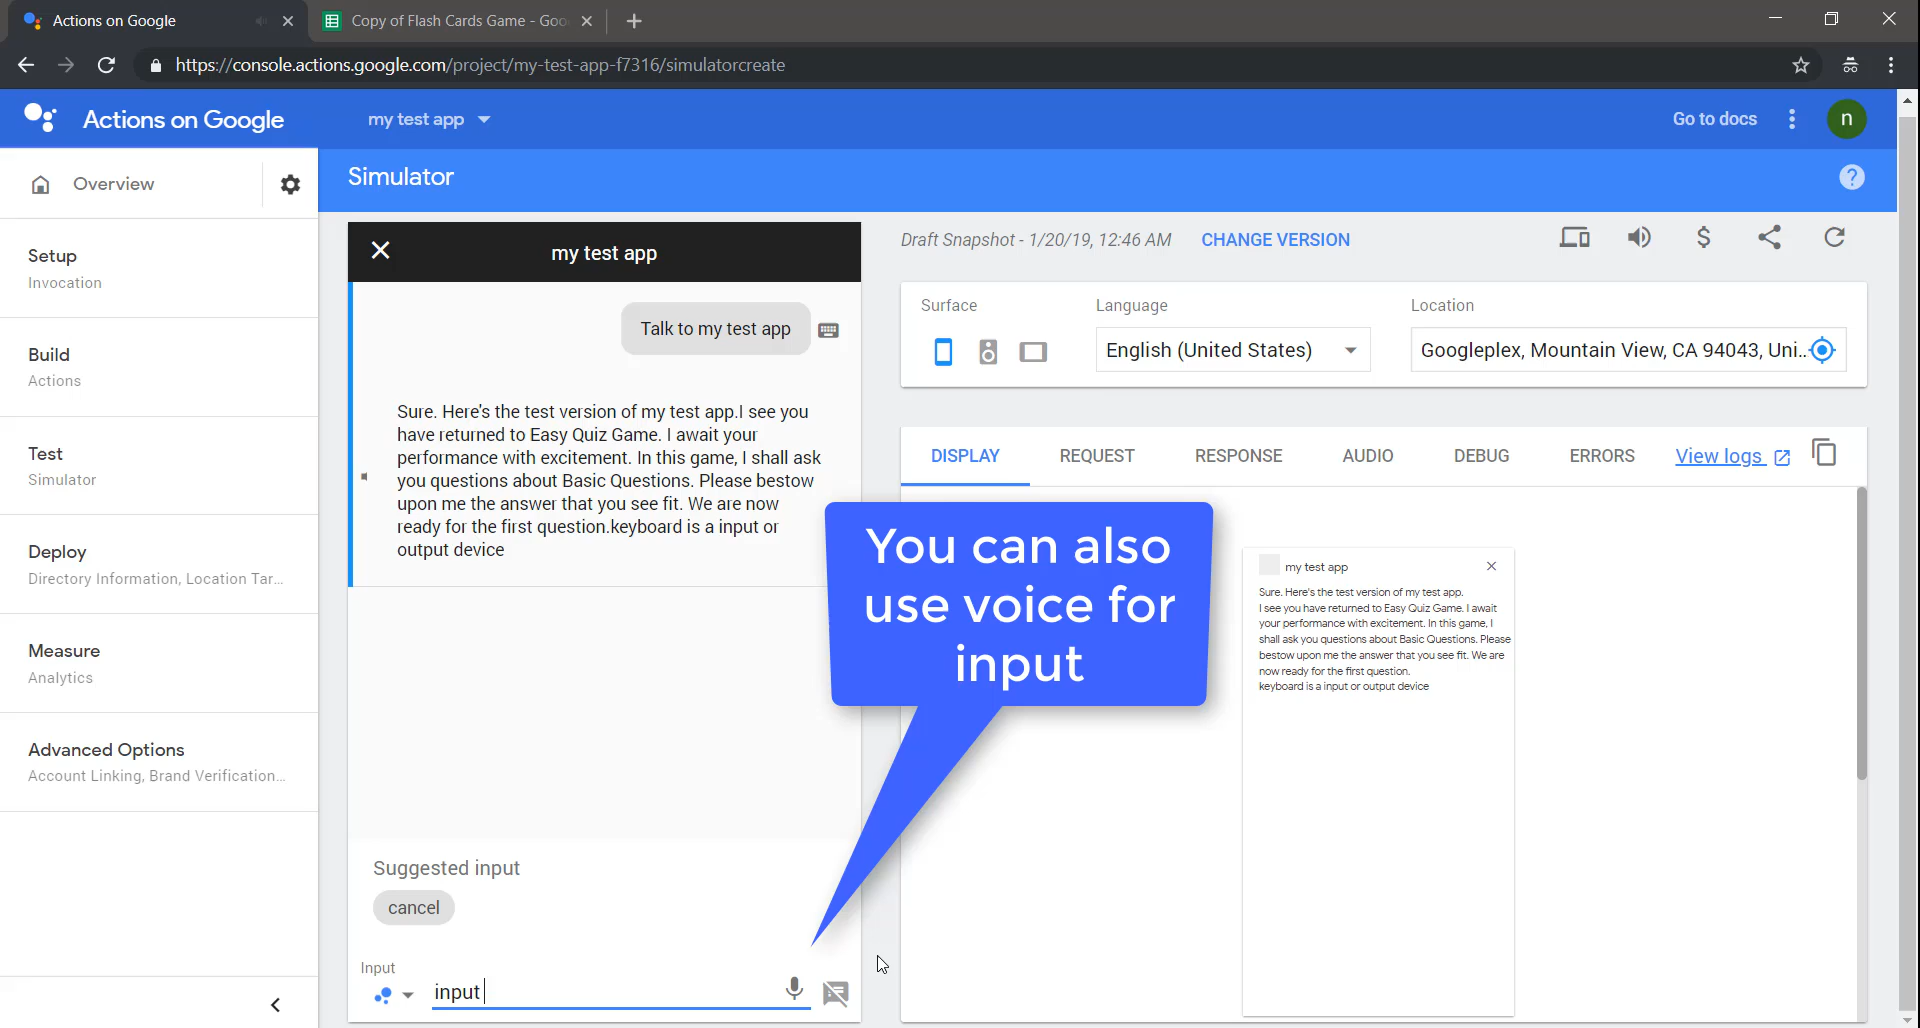 Actions on Google
Copy of Flash Cards Game - Goo
https://console.actions.google.com/project/my-test-app-f7316/simulatorcreate
Actions on Google
my test app
Go to docs
n
Overview
Simulator
?
Setup
Invocation
Build
Actions
Test
Simulator
Deploy
Directory Information, Location Tar...
Measure
Analytics
Advanced Options
Account Linking, Brand Verification...
my test app
Talk to my test app
Sure. Here's the test version of my test app.I see you
have returned to Easy Quiz Game. I await your
performance with excitement. In this game, I shall ask
you questions about Basic Questions. Please bestow
upon me the answer that you see fit. We are now
ready for the first question.keyboard is a input or
output device
Suggested input
cancel
Input
input
Draft Snapshot - 1/20/19, 12:46 AM CHANGE VERSION
$
Surface
Language
Location
English (United States)
Googleplex, Mountain View, CA 94043, Uni...
DISPLAY REQUEST RESPONSE AUDIO DEBUG ERRORS View logs
You can also
use voice for
input
my test app
Sure. Here's the test version of my test app.
I see you have returned to Easy Quiz Game. I await
your performance with excitement. In this game, I
shall ask you questions about Basic Questions. Please
bestow upon me the answer that you see fit. We are
now ready for the first question.
keyboard is a input or output device